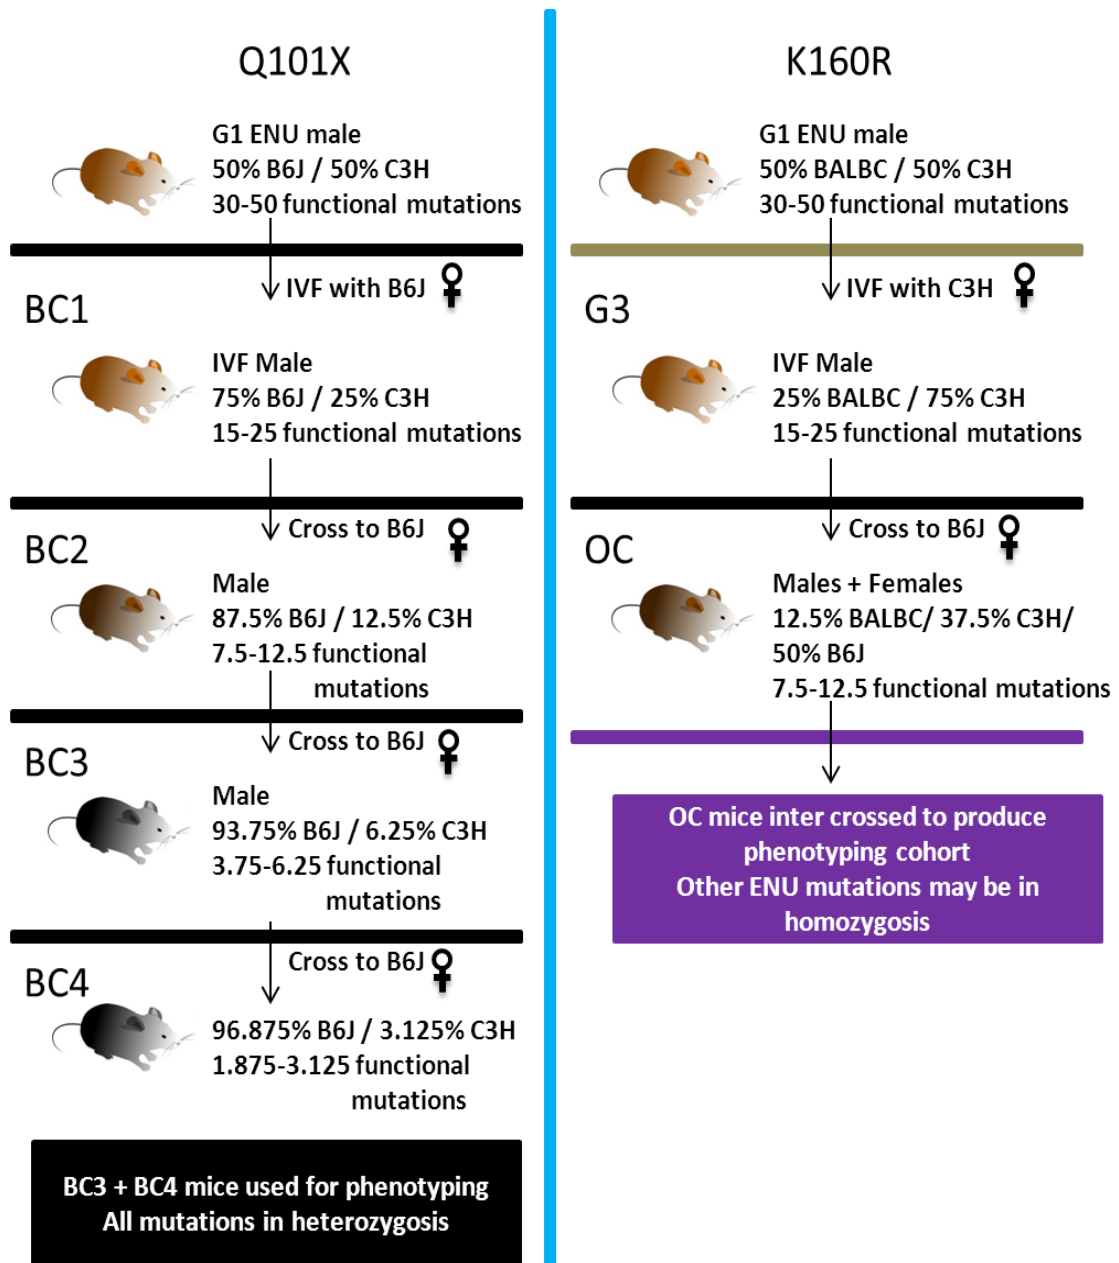 Q101X
G1 ENU male
50% B6J / 50% C3H
30-50 functional mutations
IVF with B6J
BC1
IVF Male
75% B6J / 25% C3H
15-25 functional mutations
Cross to B6J
BC2
Male
87.5% B6J / 12.5% C3H
7.5-12.5 functional
mutations
Cross to B6J
BC3
Male
93.75% B6J / 6.25% C3H
3.75-6.25 functional
mutations
Cross to B6J
BC4
96.875% B6J / 3.125% C3H
1.875-3.125 functional
mutations
BC3 + BC4 mice used for phenotyping
All mutations in heterozygosis
K160R
G1 ENU male
50% BALBC / 50% C3H
30-50 functional mutations
IVF with C3H
G3
IVF Male
25% BALBC / 75% C3H
15-25 functional mutations
Cross to B6J
OC
Males + Females
12.5% BALBC/ 37.5% C3H/
50% B6J
7.5-12.5 functional mutations
OC mice inter crossed to produce
phenotyping cohort
Other ENU mutations may be in
homozygosis